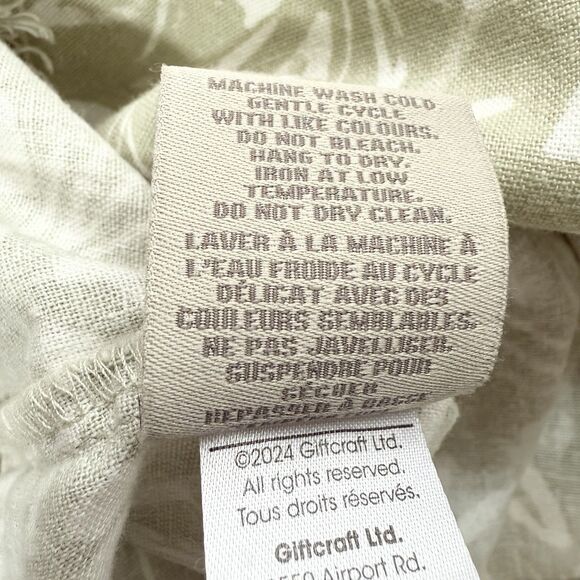 MACHINE WASH COLD
GENTLE CYCLE
WITH LIKE COLOURS.
DO NOT BLEACH.
HANG TO DRY.
IRON AT LOW
TEMPERATURE.
DO NOT DRY CLEAN.
LAVER À LA MACHINE À
L'EAU FROIDE AU CYCLE
DÉLICAT AVEC DES
COULEURS SEMBLABLES.
NE PAS JAVELLISER.
SUSPENDRE POUR
SÉCHER
REPASSER À BASSE
©2024 Giftcraft Ltd.
All rights reserved.
Tous droits réservés.
Giftcraft Ltd.
Airport Rd.